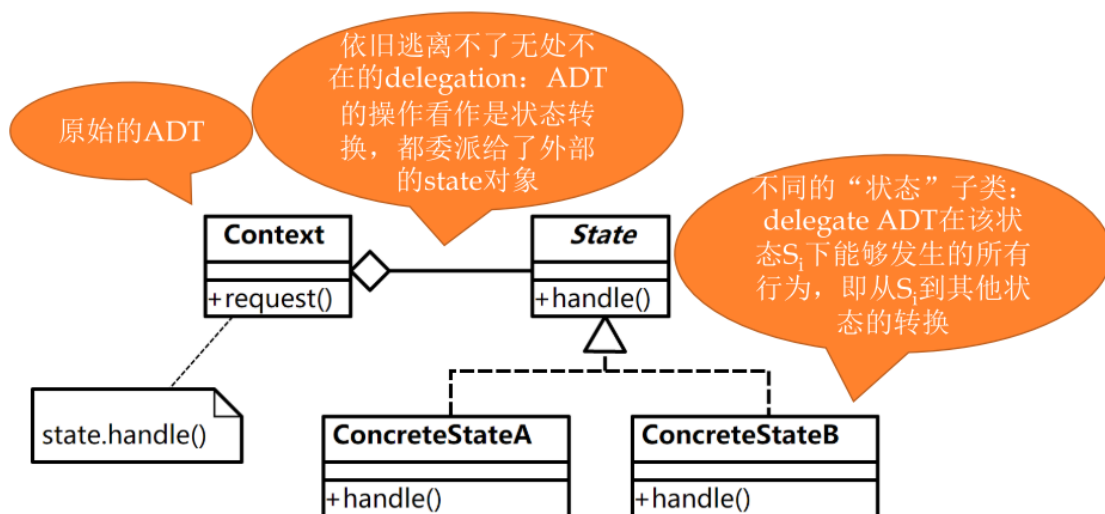 原始的ADT
依旧逃离不了无处不
在的delegation：ADT
的操作看作是状态转
换，都委派给了外部
的state对象
不同的“状态”子类：
delegate ADT在该状
态Si下能够发生的所有
行为，即从Si到其他状
态的转换
Context
+request()
State
+handle()
state.handle()
ConcreteStateA
+handle()
ConcreteStateB
+handle()